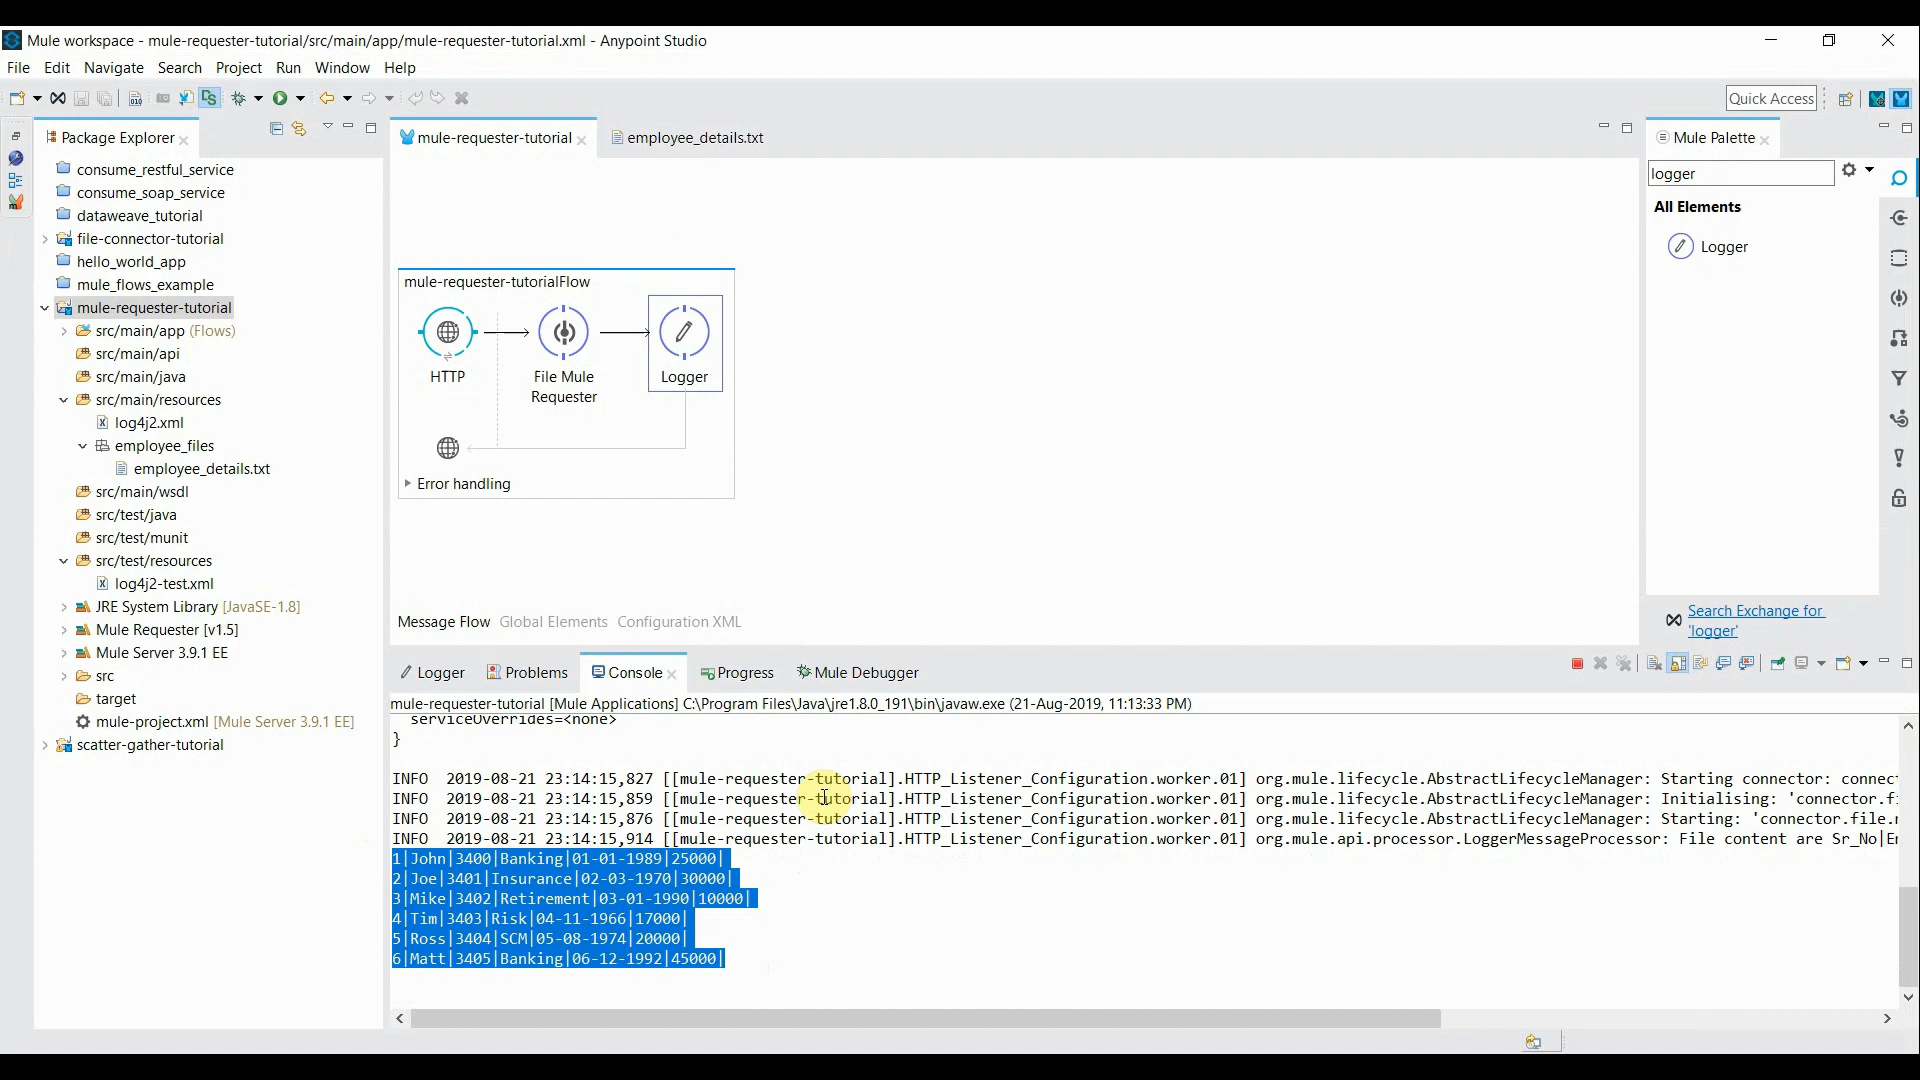 Mule workspace - mule-requester-tutorial/src/main/app/mule-requester-tutorial.xml - Anypoint Studio
File Edit Navigate Search Project Run Window Help
Quick Access
Package Explorer
mule-requester-tutorial
employee_details.txt
Mule Palette
consume_restful_service
consume_soap_service
dataweave_tutorial
file-connector-tutorial
hello_world_app
mule_flows_example
mule-requester-tutorial
src/main/app (Flows)
src/main/api
src/main/java
src/main/resources
log4j2.xml
employee_files
employee_details.txt
src/main/wsdl
src/test/java
src/test/munit
src/test/resources
log4j2-test.xml
JRE System Library [JavaSE-1.8]
Mule Requester [v1.5]
Mule Server 3.9.1 EE
src
target
mule-project.xml [Mule Server 3.9.1 EE]
scatter-gather-tutorial
mule-requester-tutorialFlow
HTTP
File Mule
Requester
Logger
Error handling
Message Flow Global Elements Configuration XML
logger
All Elements
Logger
Search Exchange for
'logger'
Logger Problems Console Progress Mule Debugger
mule-requester-tutorial [Mule Applications] C:\Program Files\Java\jre1.8.0_191\bin\javaw.exe (21-Aug-2019, 11:13:33 PM)
serviceOverrides=<none>
}
INFO 2019-08-21 23:14:15,827 [[mule-requester-tutorial].HTTP_Listener_Configuration.worker.01] org.mule.lifecycle.AbstractLifecycleManager: Starting connector: connec
INFO 2019-08-21 23:14:15,859 [[mule-requester-tutorial].HTTP_Listener_Configuration.worker.01] org.mule.lifecycle.AbstractLifecycleManager: Initialising: 'connector.fi
INFO 2019-08-21 23:14:15,876 [[mule-requester-tutorial].HTTP_Listener_Configuration.worker.01] org.mule.lifecycle.AbstractLifecycleManager: Starting: 'connector.file.
INFO 2019-08-21 23:14:15,914 [[mule-requester-tutorial].HTTP_Listener_Configuration.worker.01] org.mule.api.processor.LoggerMessageProcessor: File content are Sr_No|E
1|John|3400|Banking|01-01-1989|25000|
2|Joe|3401|Insurance|02-03-1970|30000|
3|Mike|3402|Retirement|03-01-1990|10000|
4|Tim|3403|Risk|04-11-1966|17000|
5|Ross|3404|SCM|05-08-1974|20000|
6|Matt|3405|Banking|06-12-1992|45000|